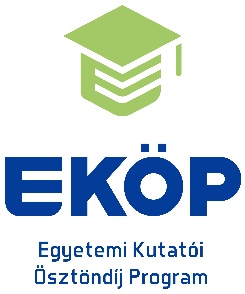 EKÖP
Egyetemi Kutatói
Ösztöndíj Program